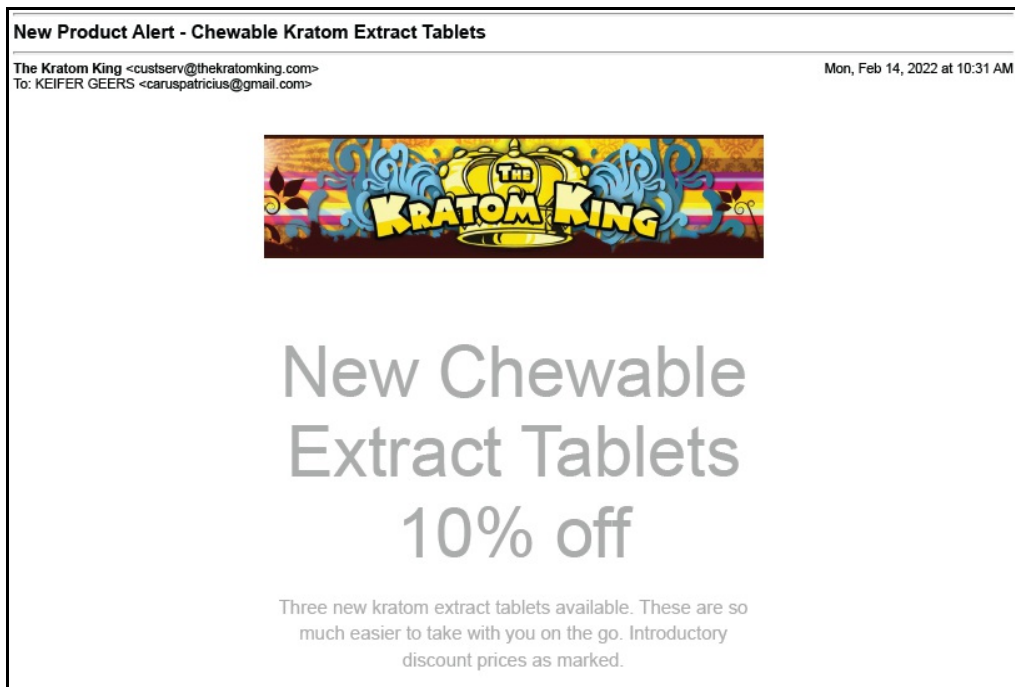 New Product Alert - Chewable Kratom Extract Tablets
The Kratom King <custserv@thekratomking.com> Mon, Feb 14, 2022 at 10:31 AM
To: KEIFER GEERS <caruspatricius@gmail.com>
THE
KRATOM KING
New Chewable
Extract Tablets
10% off
Three new kratom extract tablets available. These are so
much easier to take with you on the go. Introductory
discount prices as marked.